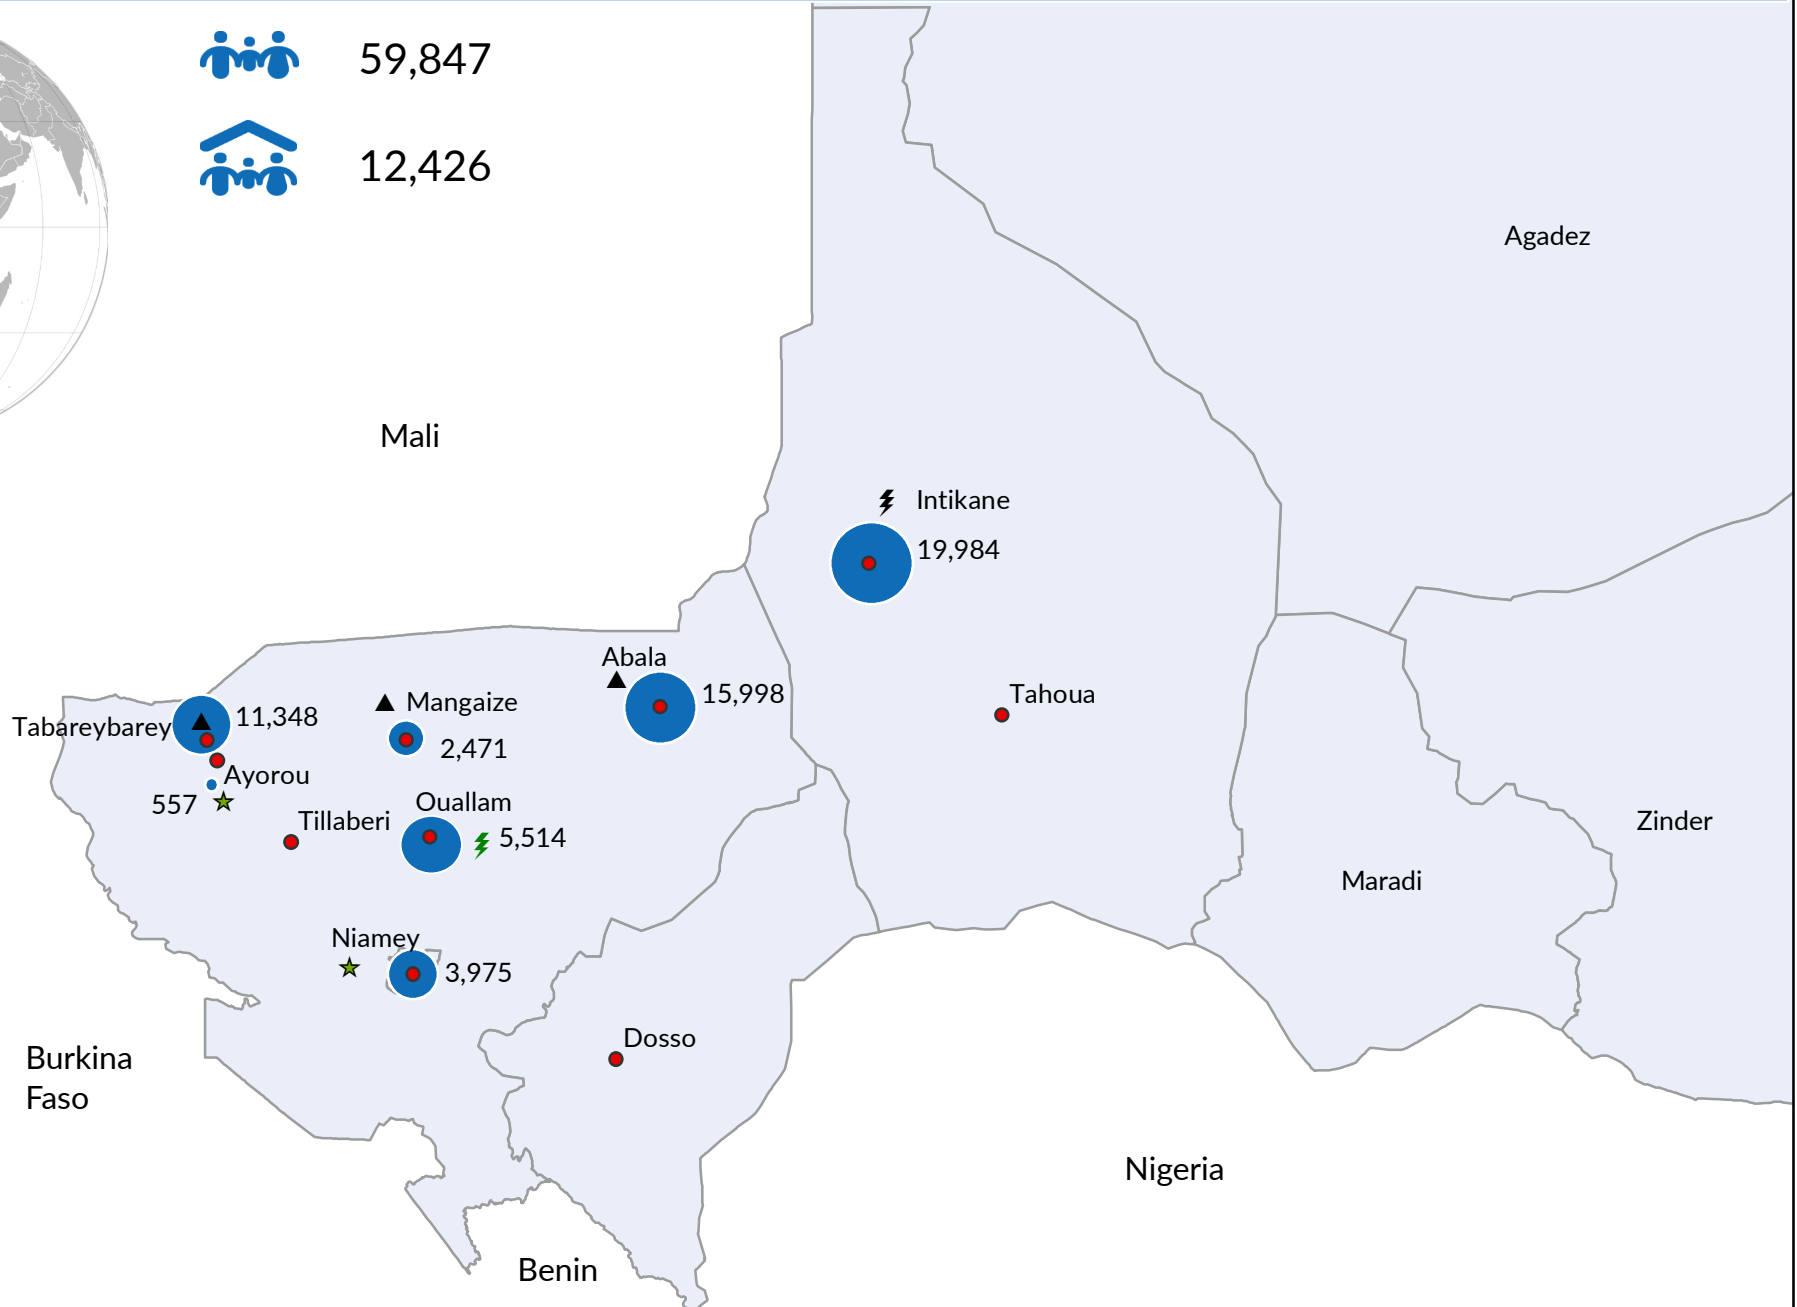 59,847
12,426
Agadez
Mali
Intikane
19,984
Abala
15,998
Tahoua
Mangaize
2,471
Tabareybarey
11,348
Ayorou
557
Tillaberi
Ouallam
5,514
Zinder
Maradi
Niamey
3,975
Dosso
Burkina
Faso
Nigeria
Benin